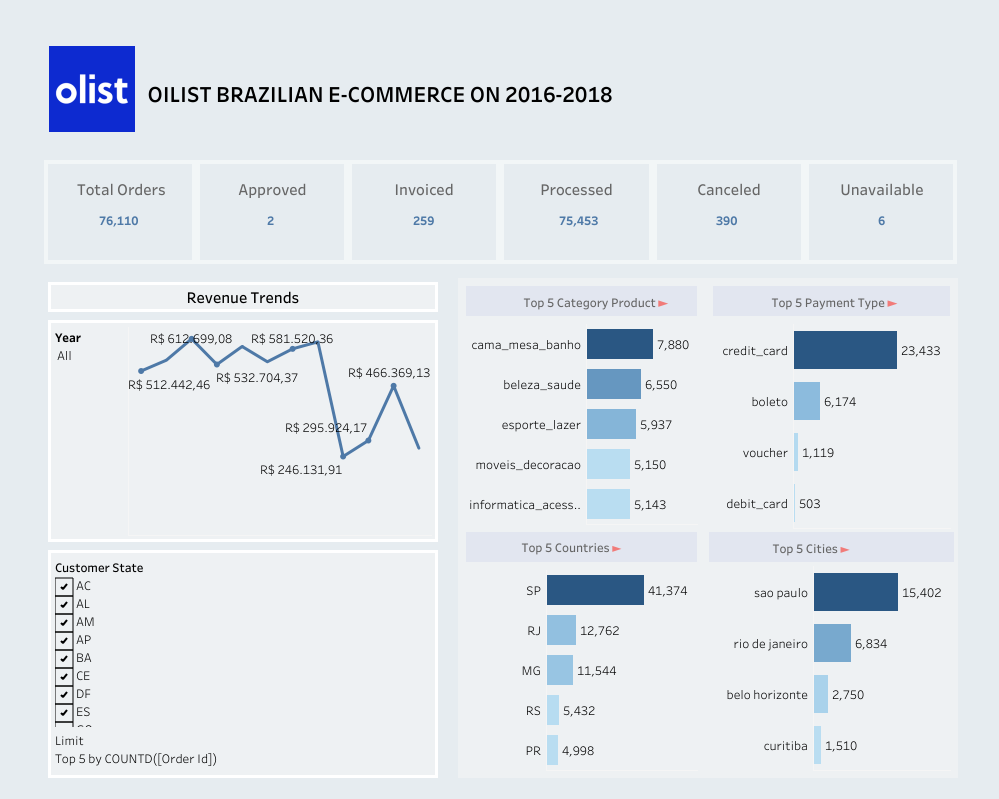 olist
OILIST BRAZILIAN E-COMMERCE ON 2016-2018
Total Orders
76,110
Approved
2
Invoiced
259
Processed
75,453
Canceled
390
Unavailable
6
Revenue Trends
Year
All
R$ 612.699,08
R$ 581.520,36
R$ 512.442,46
R$ 532.704,37
R$ 466.369,13
R$ 295.924,17
R$ 246.131,91
Customer State
AC
AL
AM
AP
BA
CE
DF
ES
Limit
Top 5 by COUNTD([Order Id])
Top 5 Category Product ►
cama_mesa_banho 7,880
beleza_saude 6,550
esporte_lazer 5,937
moveis_decoracao 5,150
informatica_acess.. 5,143
Top 5 Payment Type ►
credit_card 23,433
boleto 6,174
voucher 1,119
debit_card 503
Top 5 Countries ►
SP 41,374
RJ 12,762
MG 11,544
RS 5,432
PR 4,998
Top 5 Cities ►
sao paulo 15,402
rio de janeiro 6,834
belo horizonte 2,750
curitiba 1,510